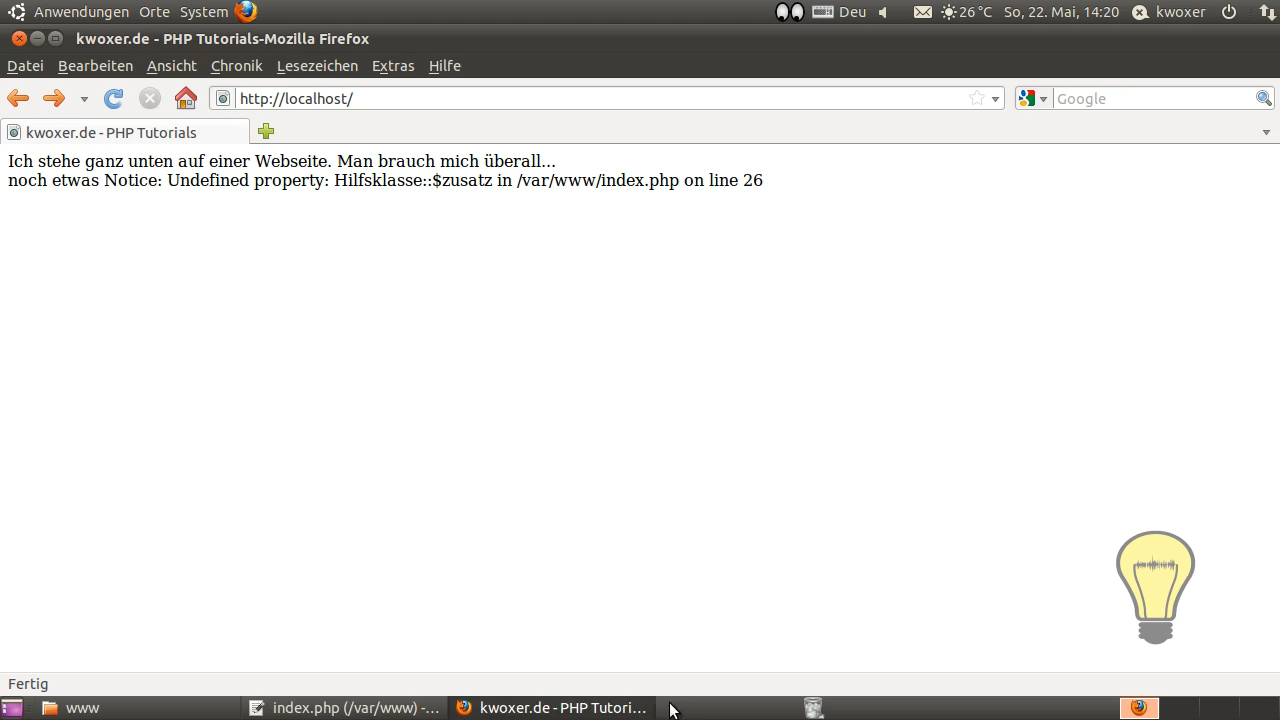 Anwendungen Orte System Deu 26 °C So, 22. Mai, 14:20 kwoxer
kwoxer.de - PHP Tutorials-Mozilla Firefox
Datei Bearbeiten Ansicht Chronik Lesezeichen Extras Hilfe
http://localhost/ Google
kwoxer.de - PHP Tutorials
Ich stehe ganz unten auf einer Webseite. Man brauch mich überall...
noch etwas Notice: Undefined property: Hilfsklasse::$zusatz in /var/www/index.php on line 26
Fertig
www index.php (/var/www) -... kwoxer.de - PHP Tutori...